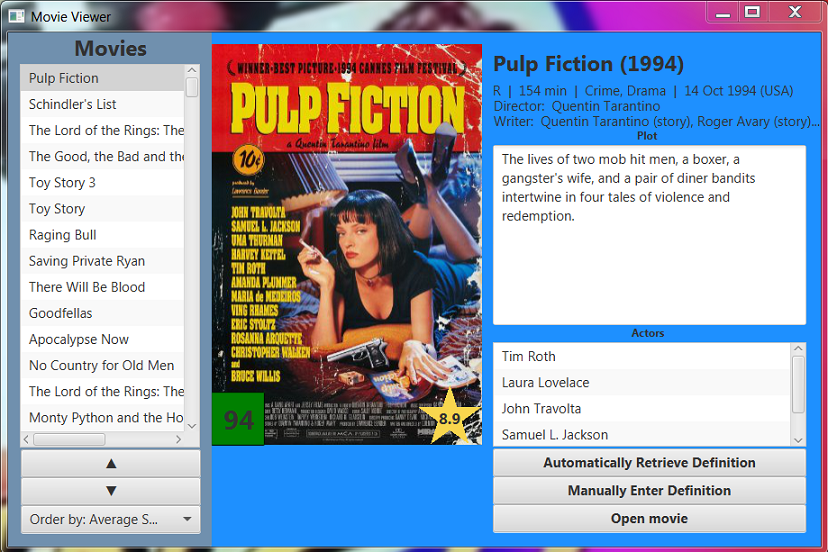 Movie Viewer
Movies
Pulp Fiction
Schindler's List
The Lord of the Rings: The
The Good, the Bad and the
Toy Story 3
Toy Story
Raging Bull
Saving Private Ryan
There Will Be Blood
Goodfellas
Apocalypse Now
No Country for Old Men
The Lord of the Rings: The
Monty Python and the Ho
▲
▼
Order by: Average S...
WINNER-BEST PICTURE-1994 CANNES FILM FESTIVAL
PULP FICTION
a Quentin Tarantino film
10¢
produced by
Lawrence Bender
JOHN TRAVOLTA
SAMUEL L. JACKSON
UMA THURMAN
HARVEY KEITEL
TIM ROTH
AMANDA PLUMMER
MARIA de MEDEIROS
VING RHAMES
ERIC STOLTZ
ROSANNA ARQUETTE
CHRISTOPHER WALKEN
and
BRUCE WILLIS
94
8.9
Pulp Fiction (1994)
R | 154 min | Crime, Drama | 14 Oct 1994 (USA)
Director: Quentin Tarantino
Writer: Quentin Tarantino (story), Roger Avary (story)...
Plot
The lives of two mob hit men, a boxer, a
gangster's wife, and a pair of diner bandits
intertwine in four tales of violence and
redemption.
Actors
Tim Roth
Laura Lovelace
John Travolta
Samuel L. Jackson
Automatically Retrieve Definition
Manually Enter Definition
Open movie